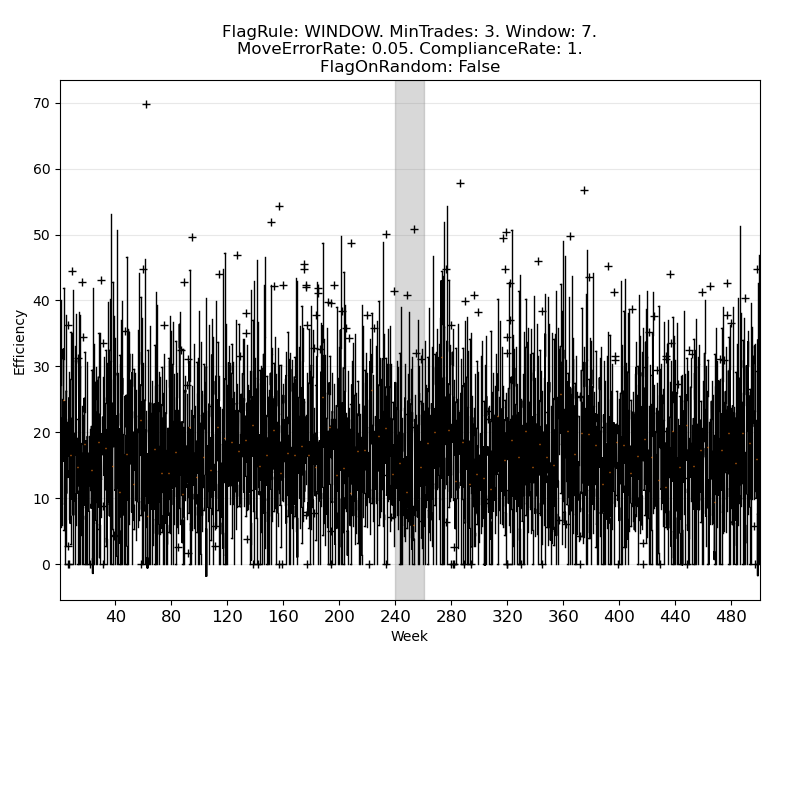 FlagRule: WINDOW. MinTrades: 3. Window: 7.
MoveErrorRate: 0.05. ComplianceRate: 1.
FlagOnRandom: False
70
60
50
40
30
20
10
0
Efficiency
40 80 120 160 200 240 280 320 360 400 440 480
Week